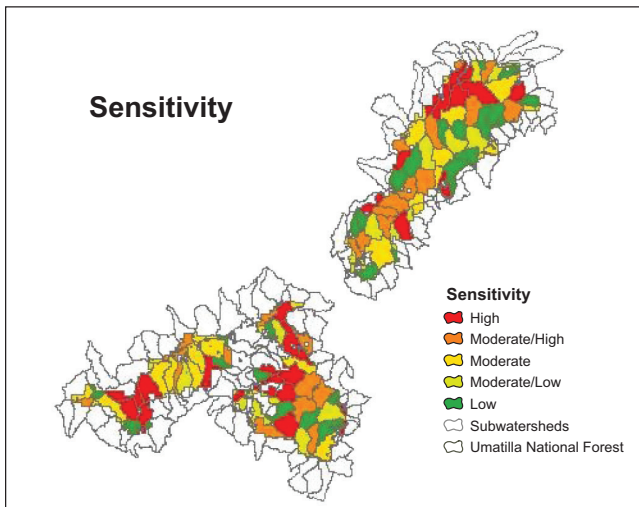 Sensitivity
Sensitivity
High
Moderate/High
Moderate
Moderate/Low
Low
Subwatersheds
Umatilla National Forest